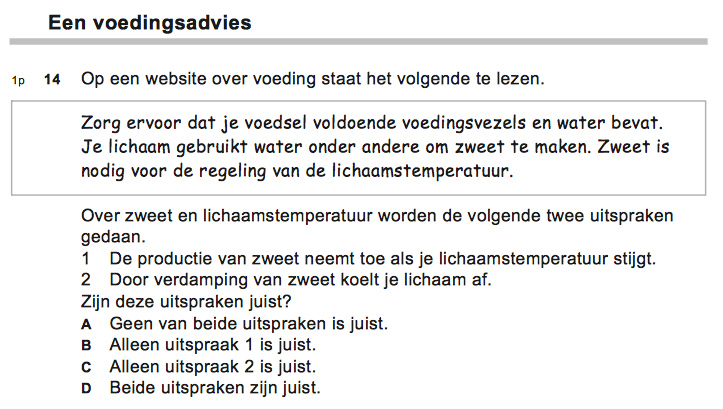 Een voedingsadvies
1p 14 Op een website over voeding staat het volgende te lezen.
Zorg ervoor dat je voedsel voldoende voedingsvezels en water bevat.
Je lichaam gebruikt water onder andere om zweet te maken. Zweet is
nodig voor de regeling van de lichaamstemperatuur.
Over zweet en lichaamstemperatuur worden de volgende twee uitspraken
gedaan.
1 De productie van zweet neemt toe als je lichaamstemperatuur stijgt.
2 Door verdamping van zweet koelt je lichaam af.
Zijn deze uitspraken juist?
A Geen van beide uitspraken is juist.
B Alleen uitspraak 1 is juist.
C Alleen uitspraak 2 is juist.
D Beide uitspraken zijn juist.